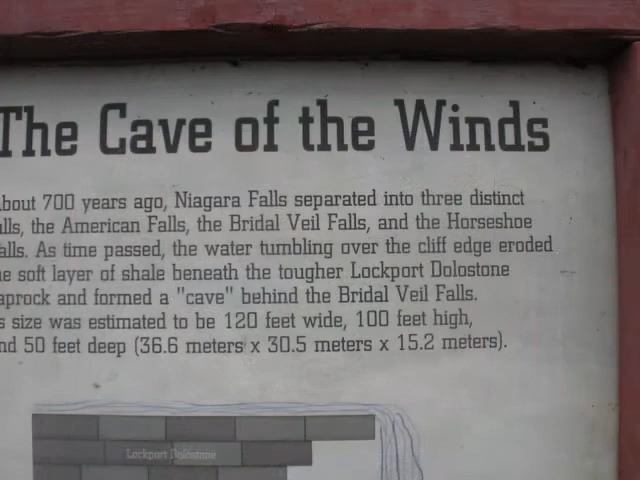 The Cave of the Winds
bout 700 years ago, Niagara Falls separated into three distinct
lls, the American Falls, the Bridal Veil Falls, and the Horseshoe
alls. As time passed, the water tumbling over the cliff edge eroded
he soft layer of shale beneath the tougher Lockport Dolostone
aprock and formed a "cave" behind the Bridal Veil Falls.
s size was estimated to be 120 feet wide, 100 feet high,
nd 50 feet deep (36.6 meters x 30.5 meters x 15.2 meters).
Lockport Dolostone